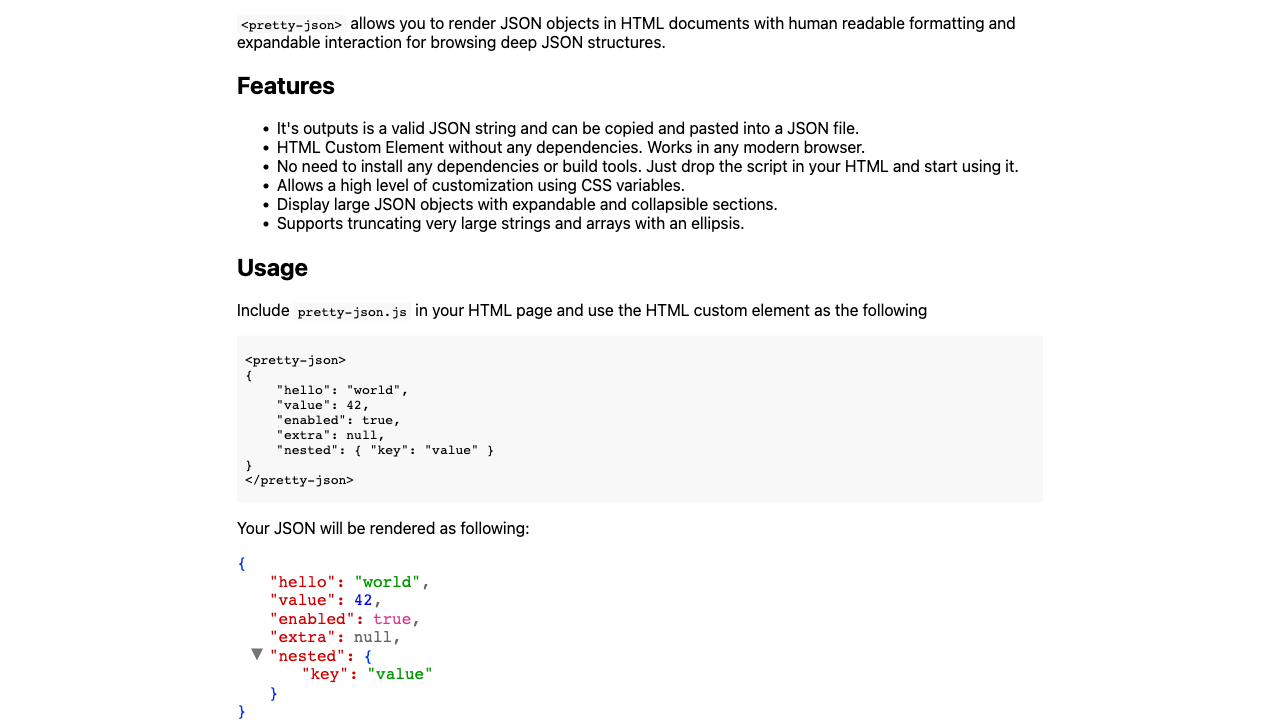 <pretty-json> allows you to render JSON objects in HTML documents with human readable formatting and
expandable interaction for browsing deep JSON structures.
Features
• It's outputs is a valid JSON string and can be copied and pasted into a JSON file.
• HTML Custom Element without any dependencies. Works in any modern browser.
• No need to install any dependencies or build tools. Just drop the script in your HTML and start using it.
• Allows a high level of customization using CSS variables.
• Display large JSON objects with expandable and collapsible sections.
• Supports truncating very large strings and arrays with an ellipsis.
Usage
Include pretty-json.js in your HTML page and use the HTML custom element as the following
<pretty-json>
{
    "hello": "world",
    "value": 42,
    "enabled": true,
    "extra": null,
    "nested": { "key": "value" }
}
</pretty-json>
Your JSON will be rendered as following:
{
    "hello": "world",
    "value": 42,
    "enabled": true,
    "extra": null,
  ▼ "nested": {
        "key": "value"
    }
}